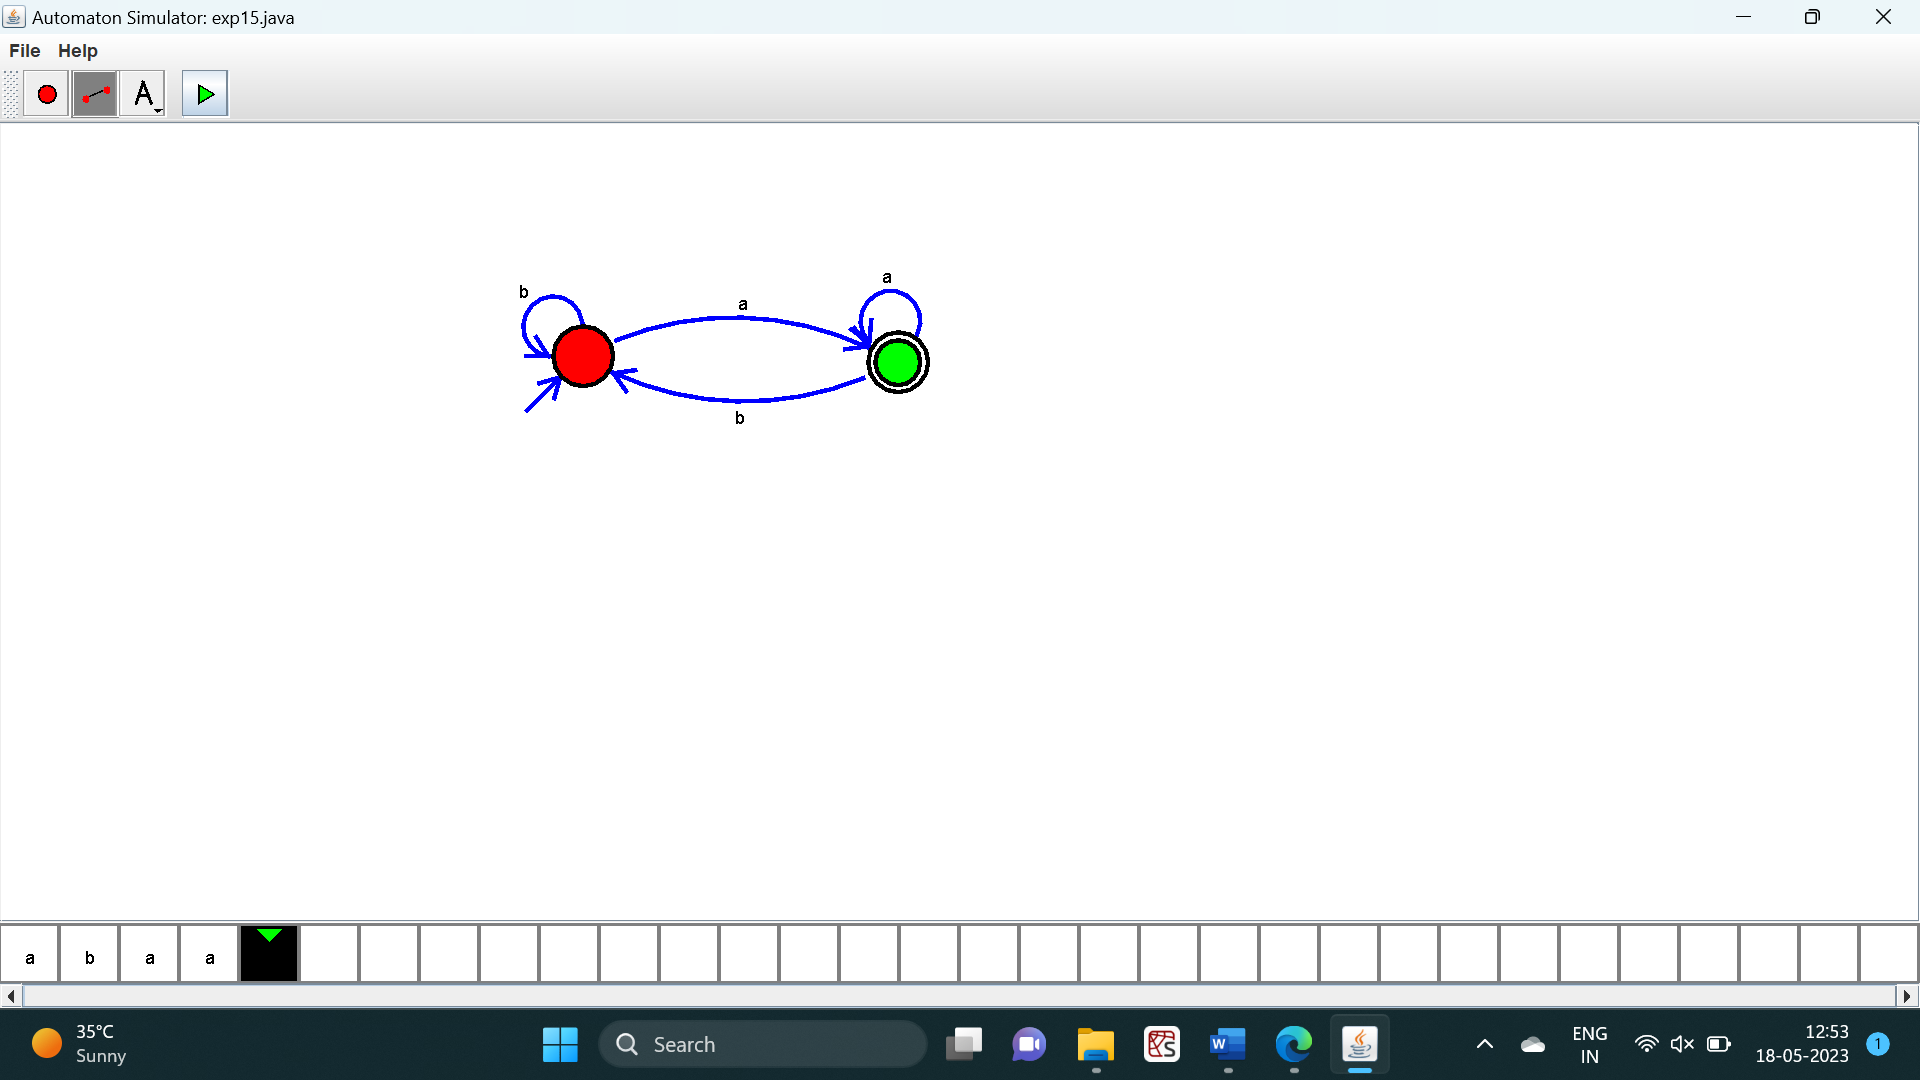 Automaton Simulator: exp15.java
File Help
A
b
a
a
b
a b a a
35°C
Sunny
Search
W
S
ENG
IN
12:53
18-05-2023
1